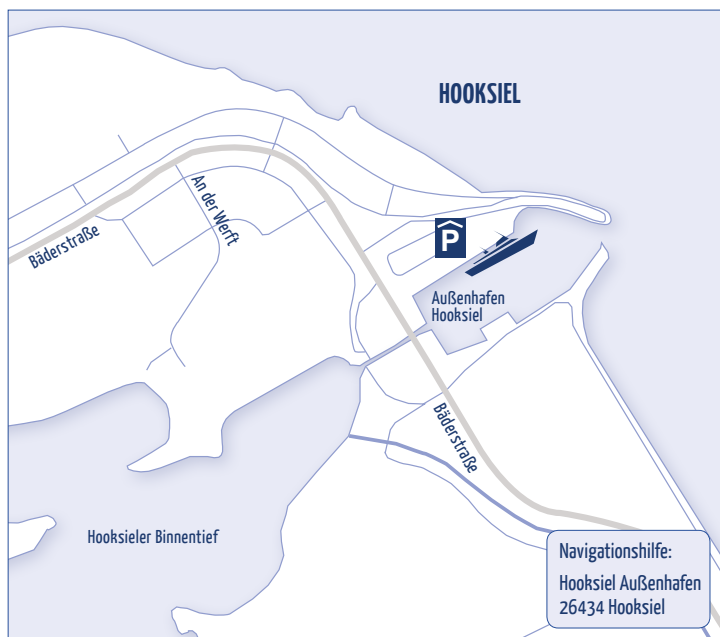 HOOKSIEL
An der Werft
Bäderstraße
P
Außenhafen
Hooksiel
Bäderstraße
Hooksieler Binnentief
Navigationshilfe:
Hooksiel Außenhafen
26434 Hooksiel